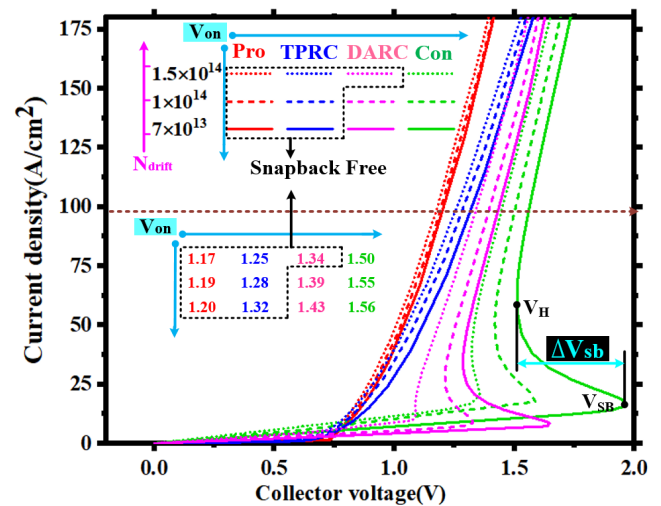 Von
Pro TPRC DARC Con
1.5×10^14
1×10^14
7×10^13
Ndrift
Snapback Free
Von
1.17 1.25 1.34 1.50
1.19 1.28 1.39 1.55
1.20 1.32 1.43 1.56
VH
ΔVsb
VSB
175
150
125
100
75
50
25
0
Current density(A/cm²)
0.0 0.5 1.0 1.5 2.0
Collector voltage(V)